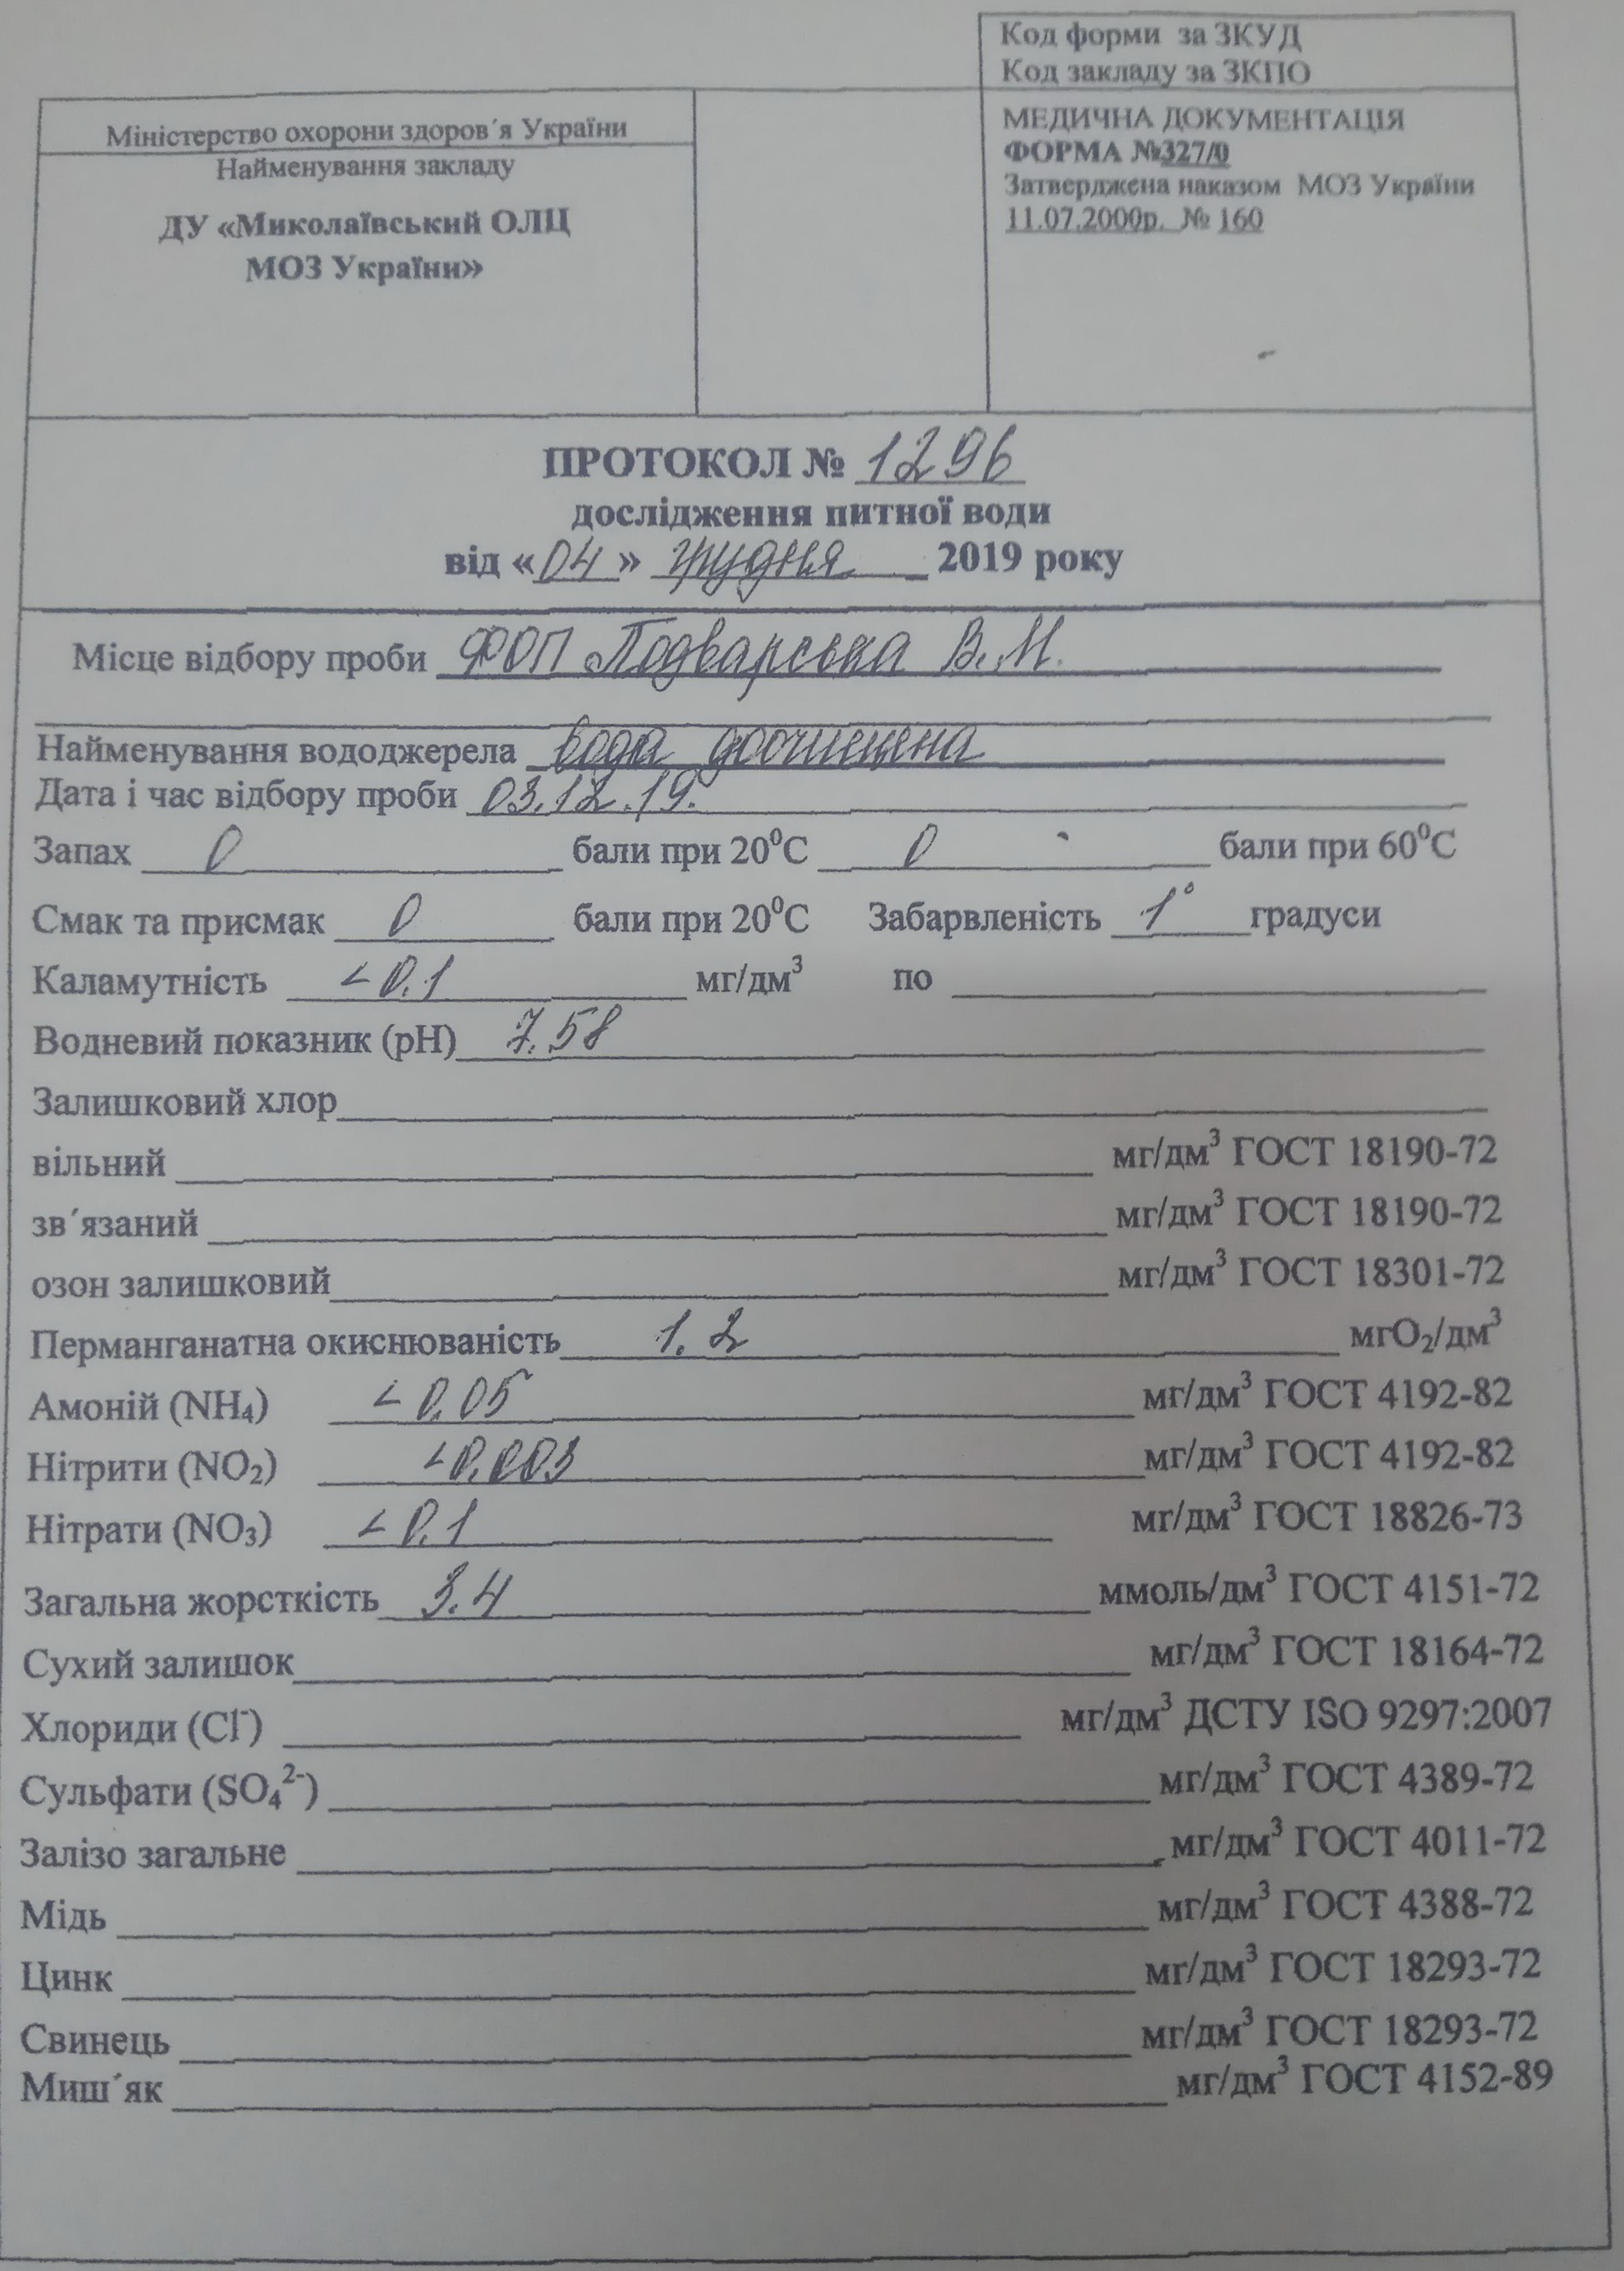 Код форми за ЗКУД
Код закладу за ЗКПО
Міністерство охорони здоров´я України
Найменування закладу
ДУ «Миколаївський ОЛЦ
МОЗ України»
МЕДИЧНА ДОКУМЕНТАЦІЯ
ФОРМА №327/0
Затверджена наказом МОЗ України
11.07.2000р. № 160
ПРОТОКОЛ № 1296
дослідження питної води
від «04» грудня 2019 року
Місце відбору проби ФОП Подварська В.М.
Найменування вододжерела вода доочищена
Дата і час відбору проби 03.12.19.
Запах 0 бали при 20⁰С 0 бали при 60⁰С
Смак та присмак 0 бали при 20⁰С Забарвленість 1° градуси
Каламутність <0.1 мг/дм³ по
Водневий показник (рН) 7.58
Залишковий хлор
вільний мг/дм³ ГОСТ 18190-72
зв´язаний мг/дм³ ГОСТ 18190-72
озон залишковий мг/дм³ ГОСТ 18301-72
Перманганатна окиснюваність 1.2 мгО₂/дм³
Амоній (NH₄) <0.05 мг/дм³ ГОСТ 4192-82
Нітрити (NO₂) <0.003 мг/дм³ ГОСТ 4192-82
Нітрати (NO₃) <0.1 мг/дм³ ГОСТ 18826-73
Загальна жорсткість 3.4 ммоль/дм³ ГОСТ 4151-72
Сухий залишок мг/дм³ ГОСТ 18164-72
Хлориди (Cl⁻) мг/дм³ ДСТУ ISO 9297:2007
Сульфати (SO₄²⁻) мг/дм³ ГОСТ 4389-72
Залізо загальне мг/дм³ ГОСТ 4011-72
Мідь мг/дм³ ГОСТ 4388-72
Цинк мг/дм³ ГОСТ 18293-72
Свинець мг/дм³ ГОСТ 18293-72
Миш´як мг/дм³ ГОСТ 4152-89